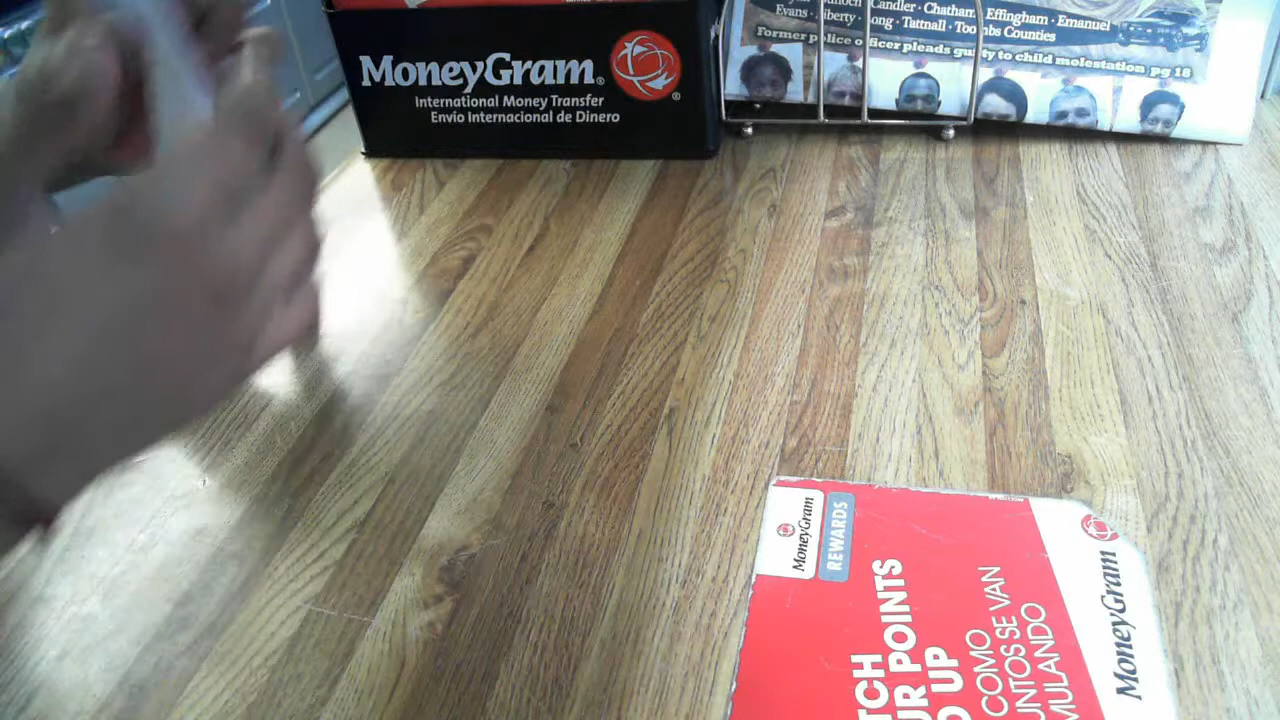 MoneyGram®
International Money Transfer
Envío Internacional de Dinero
Candler · Chatham Effingham · Emanuel
Evans · Liberty Long · Tattnall · Toombs Counties
Former police officer pleads guilty to child molestation pg 18
MoneyGram
REWARDS
TCH
UR POINTS
D UP
COMO
UNTOS SE VAN
MULANDO
MoneyGram